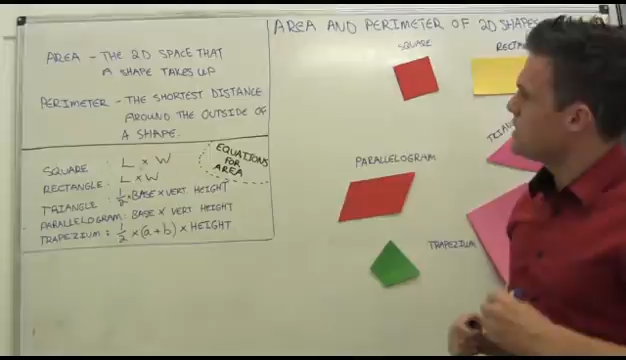 AREA AND PERIMETER OF 2D SHAPES
AREA - THE 2D SPACE THAT
A SHAPE TAKES UP
PERIMETER - THE SHORTEST DISTANCE
AROUND THE OUTSIDE OF
A SHAPE.
EQUATIONS
FOR
AREA
SQUARE : L × W
RECTANGLE : L × W
TRIANGLE : 1/2 × BASE × VERT HEIGHT
PARALLELOGRAM : BASE × VERT HEIGHT
TRAPEZIUM : 1/2 × (a + b) × HEIGHT
SQUARE
RECTAN
TRIANG
PARALLELOGRAM
TRAPEZIUM